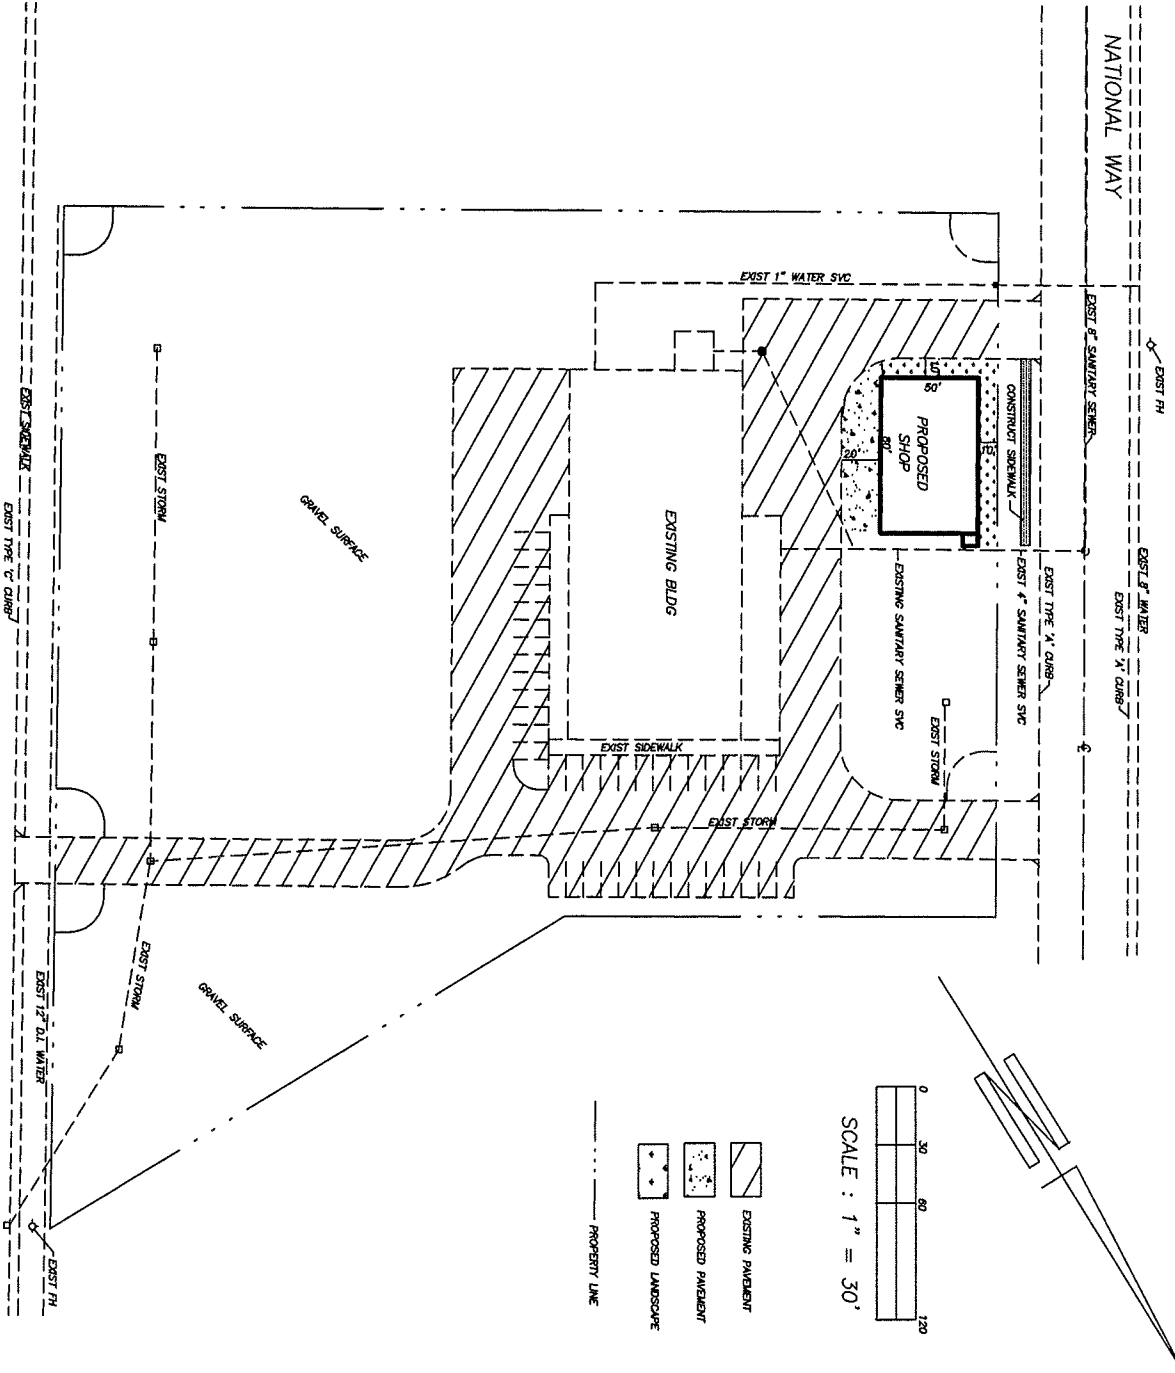 NATIONAL WAY
EXIST FH
EXIST 8" SANITARY SEWER
EXIST 1" WATER SVC
CONSTRUCT SIDEWALK
10'
50'
10'
PROPOSED
SHOP
80'
20'
EXIST 8" WATER
EXIST TYPE 'A' CURB
EXIST TYPE 'A' CURB
EXIST 4" SANITARY SEWER SVC
EXISTING SANITARY SEWER SVC
EXIST STORM
EXISTING BLDG
EXIST SIDEWALK
EXIST STORM
GRAVEL SURFACE
EXIST STORM
EXIST SIDEWALK
EXIST TYPE 'C' CURB
EXIST STORM
GRAVEL SURFACE
EXIST 12" D.I. WATER
EXIST FH
0
30
60
120
SCALE : 1" = 30'
EXISTING PAVEMENT
PROPOSED PAVEMENT
PROPOSED LANDSCAPE
PROPERTY LINE